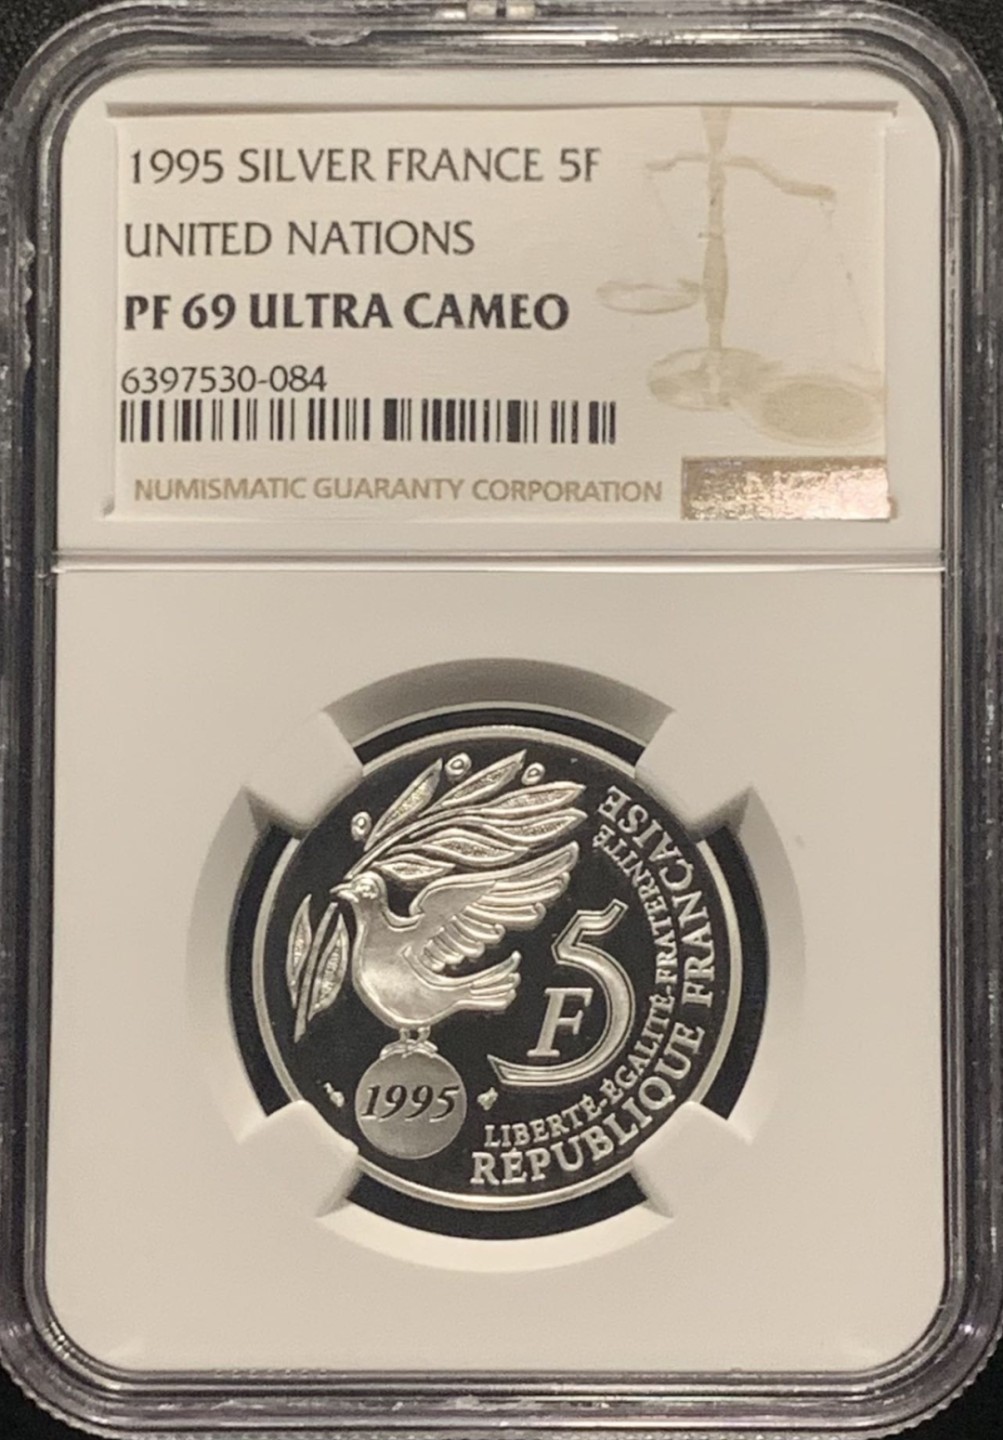 1995 SILVER FRANCE 5F
UNITED NATIONS
PF 69 ULTRA CAMEO
6397530-084
NUMISMATIC GUARANTY CORPORATION
5
F
1995
LIBERTÉ-ÉGALITÉ-FRATERNITÉ
RÉPUBLIQUE FRANÇAISE